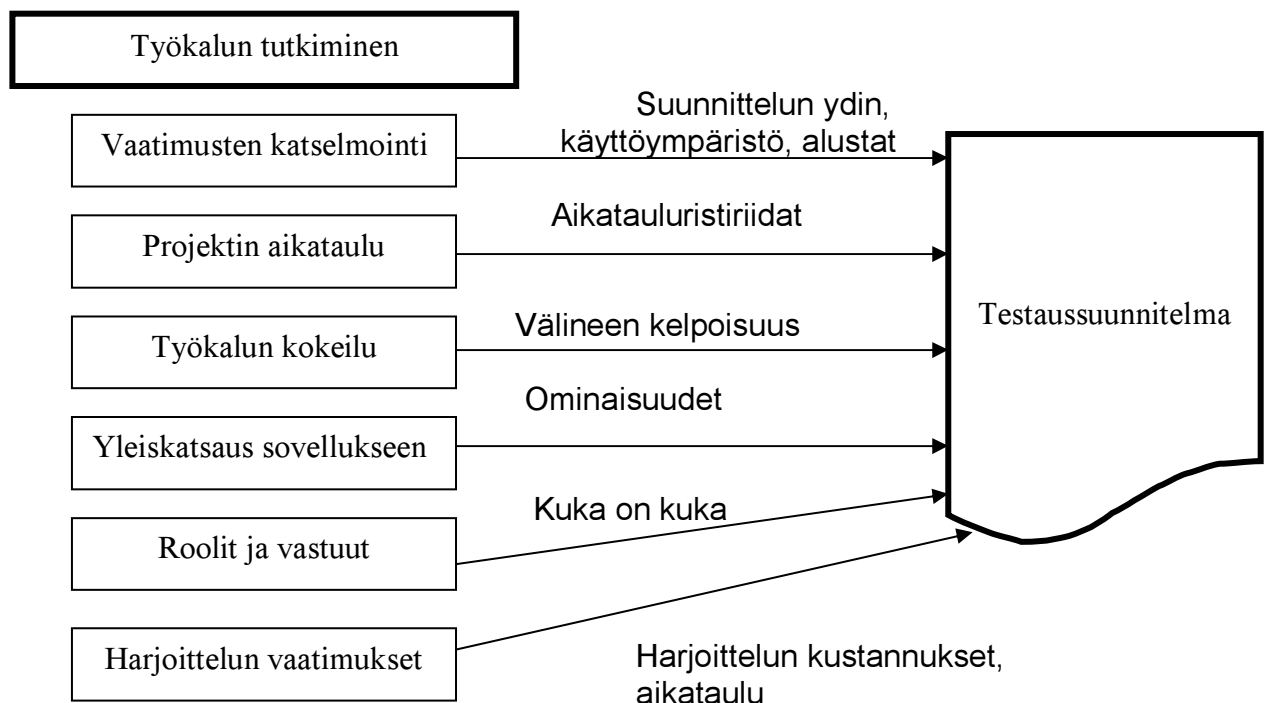 Työkalun tutkiminen
Suunnittelun ydin,
käyttöympäristö, alustat
Vaatimusten katselmointi
Aikatauluristiriidat
Projektin aikataulu
Välineen kelpoisuus
Testaussuunnitelma
Työkalun kokeilu
Ominaisuudet
Yleiskatsaus sovellukseen
Kuka on kuka
Roolit ja vastuut
Harjoittelun vaatimukset
Harjoittelun kustannukset,
aikataulu